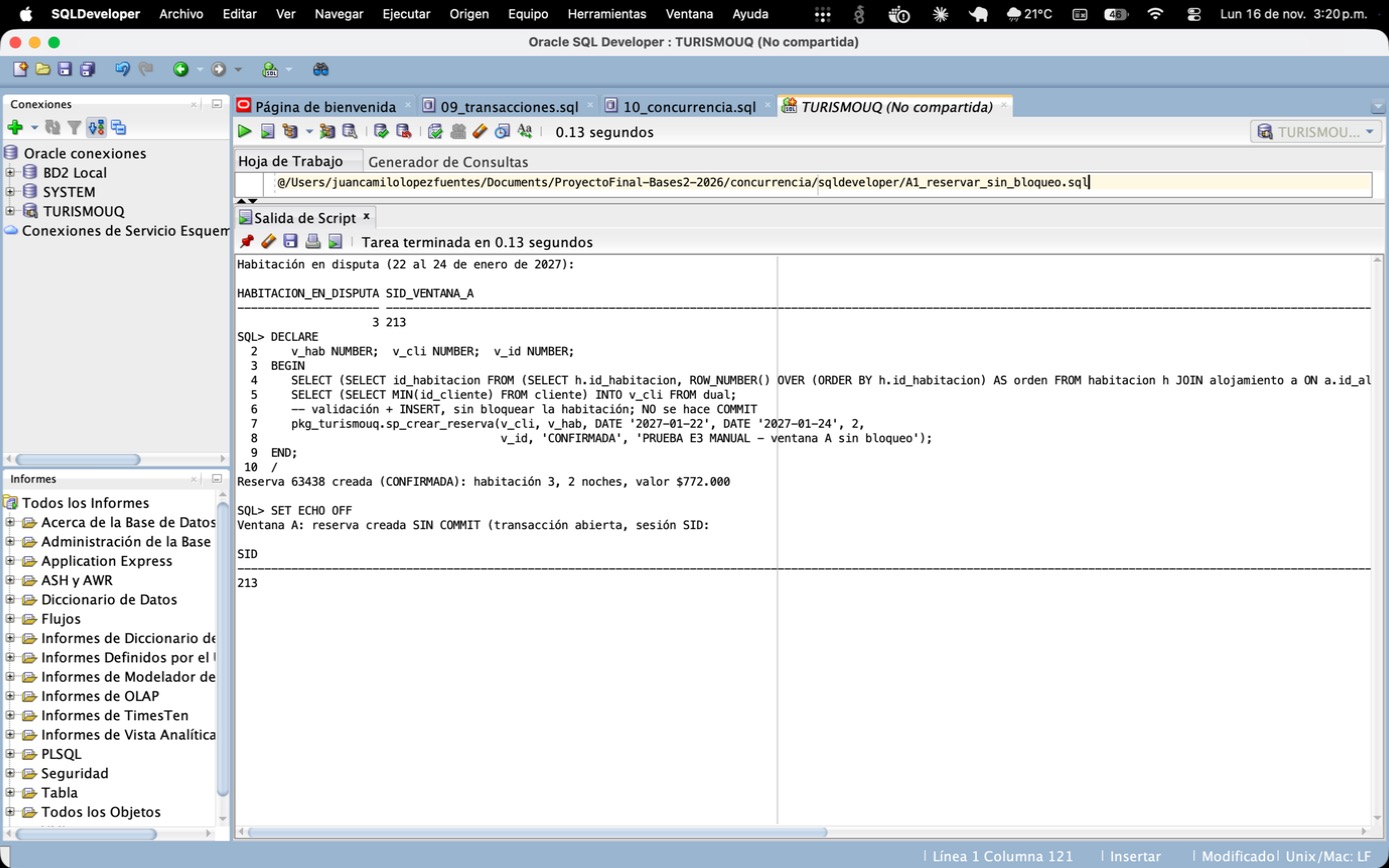 SQLDeveloper Archivo Editar Ver Navegar Ejecutar Origen Equipo Herramientas Ventana Ayuda 21°C 46 Lun 16 de nov. 3:20 p.m.
Oracle SQL Developer : TURISMOUQ (No compartida)
Conexiones
Oracle conexiones
BD2 Local
SYSTEM
TURISMOUQ
Conexiones de Servicio Esquem
Informes
Todos los Informes
Acerca de la Base de Datos
Administración de la Base
Application Express
ASH y AWR
Diccionario de Datos
Flujos
Informes de Diccionario de
Informes Definidos por el
Informes de Modelador de
Informes de OLAP
Informes de TimesTen
Informes de Vista Analítica
PLSQL
Seguridad
Tabla
Todos los Objetos
Página de bienvenida 09_transacciones.sql 10_concurrencia.sql TURISMOUQ (No compartida)
0.13 segundos TURISMOU...
Hoja de Trabajo Generador de Consultas
@/Users/juancamilolopezfuentes/Documents/ProyectoFinal-Bases2-2026/concurrencia/sqldeveloper/A1_reservar_sin_bloqueo.sql
Salida de Script x
Tarea terminada en 0.13 segundos
Habitación en disputa (22 al 24 de enero de 2027):
HABITACION_EN_DISPUTA SID_VENTANA_A
3 213
SQL> DECLARE
2 v_hab NUMBER; v_cli NUMBER; v_id NUMBER;
3 BEGIN
4 SELECT (SELECT id_habitacion FROM (SELECT h.id_habitacion, ROW_NUMBER() OVER (ORDER BY h.id_habitacion) AS orden FROM habitacion h JOIN alojamiento a ON a.id_al
5 SELECT (SELECT MIN(id_cliente) FROM cliente) INTO v_cli FROM dual;
6 -- validación + INSERT, sin bloquear la habitación; NO se hace COMMIT
7 pkg_turismouq.sp_crear_reserva(v_cli, v_hab, DATE '2027-01-22', DATE '2027-01-24', 2,
8 v_id, 'CONFIRMADA', 'PRUEBA E3 MANUAL - ventana A sin bloqueo');
9 END;
10 /
Reserva 63438 creada (CONFIRMADA): habitación 3, 2 noches, valor $772.000
SQL> SET ECHO OFF
Ventana A: reserva creada SIN COMMIT (transacción abierta, sesión SID:
SID
213
Línea 1 Columna 121 Insertar Modificado Unix/Mac: LF